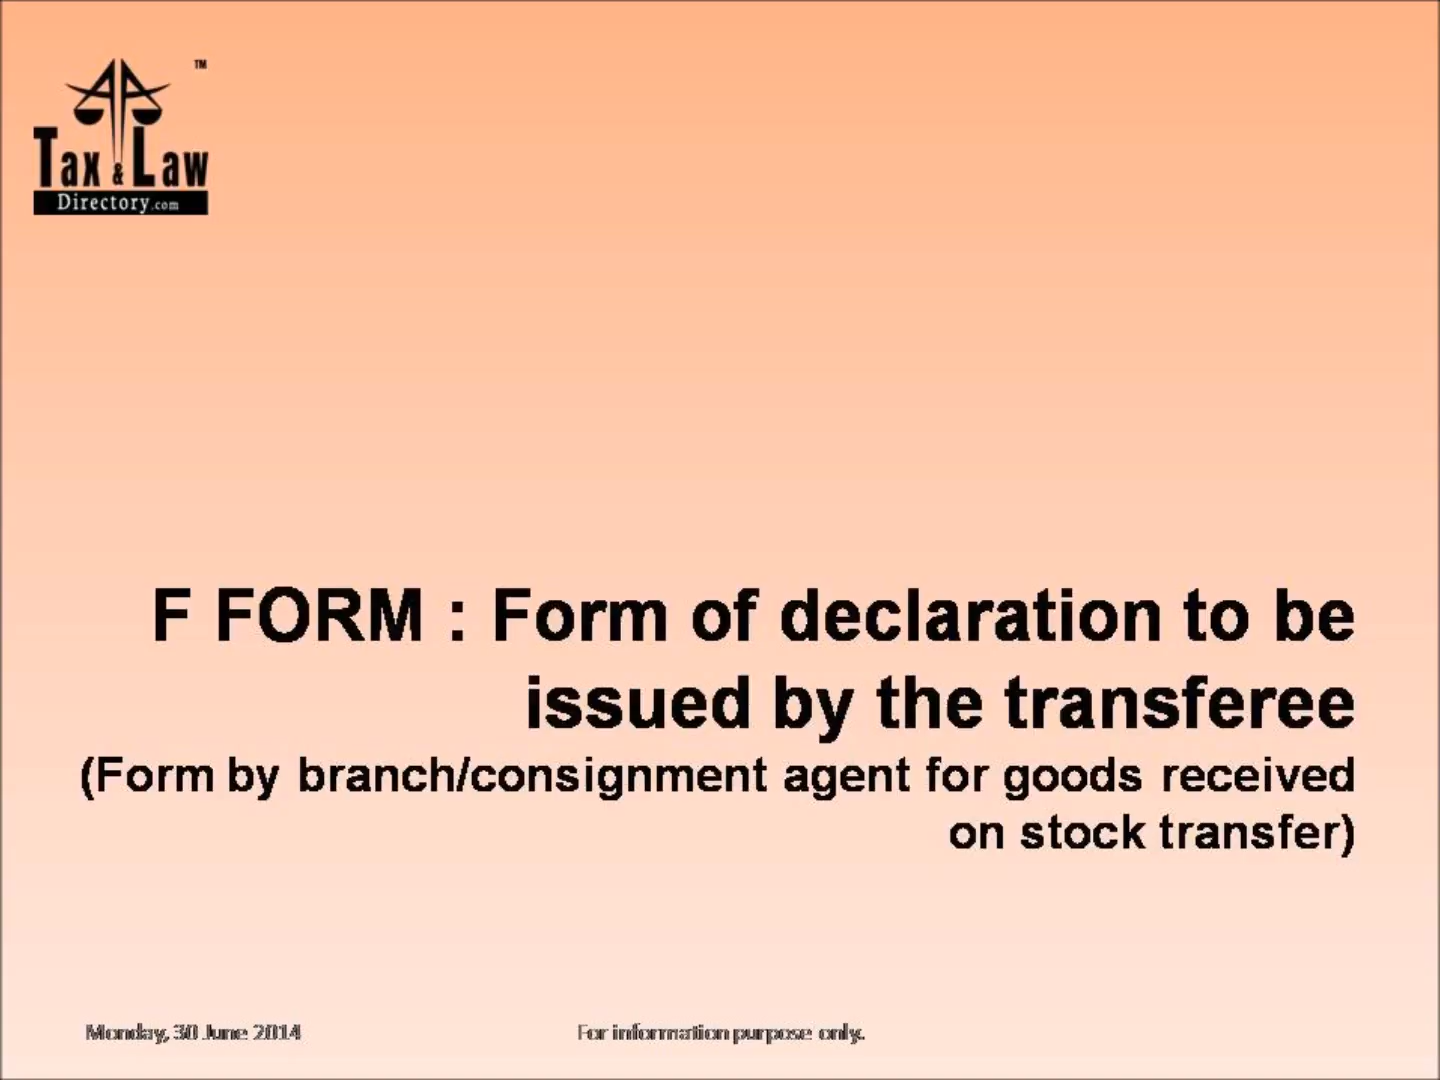 TM
Tax & Law
Directory.com
F FORM : Form of declaration to be
issued by the transferee
(Form by branch/consignment agent for goods received
on stock transfer)
Monday, 30 June 2014
For information purpose only.